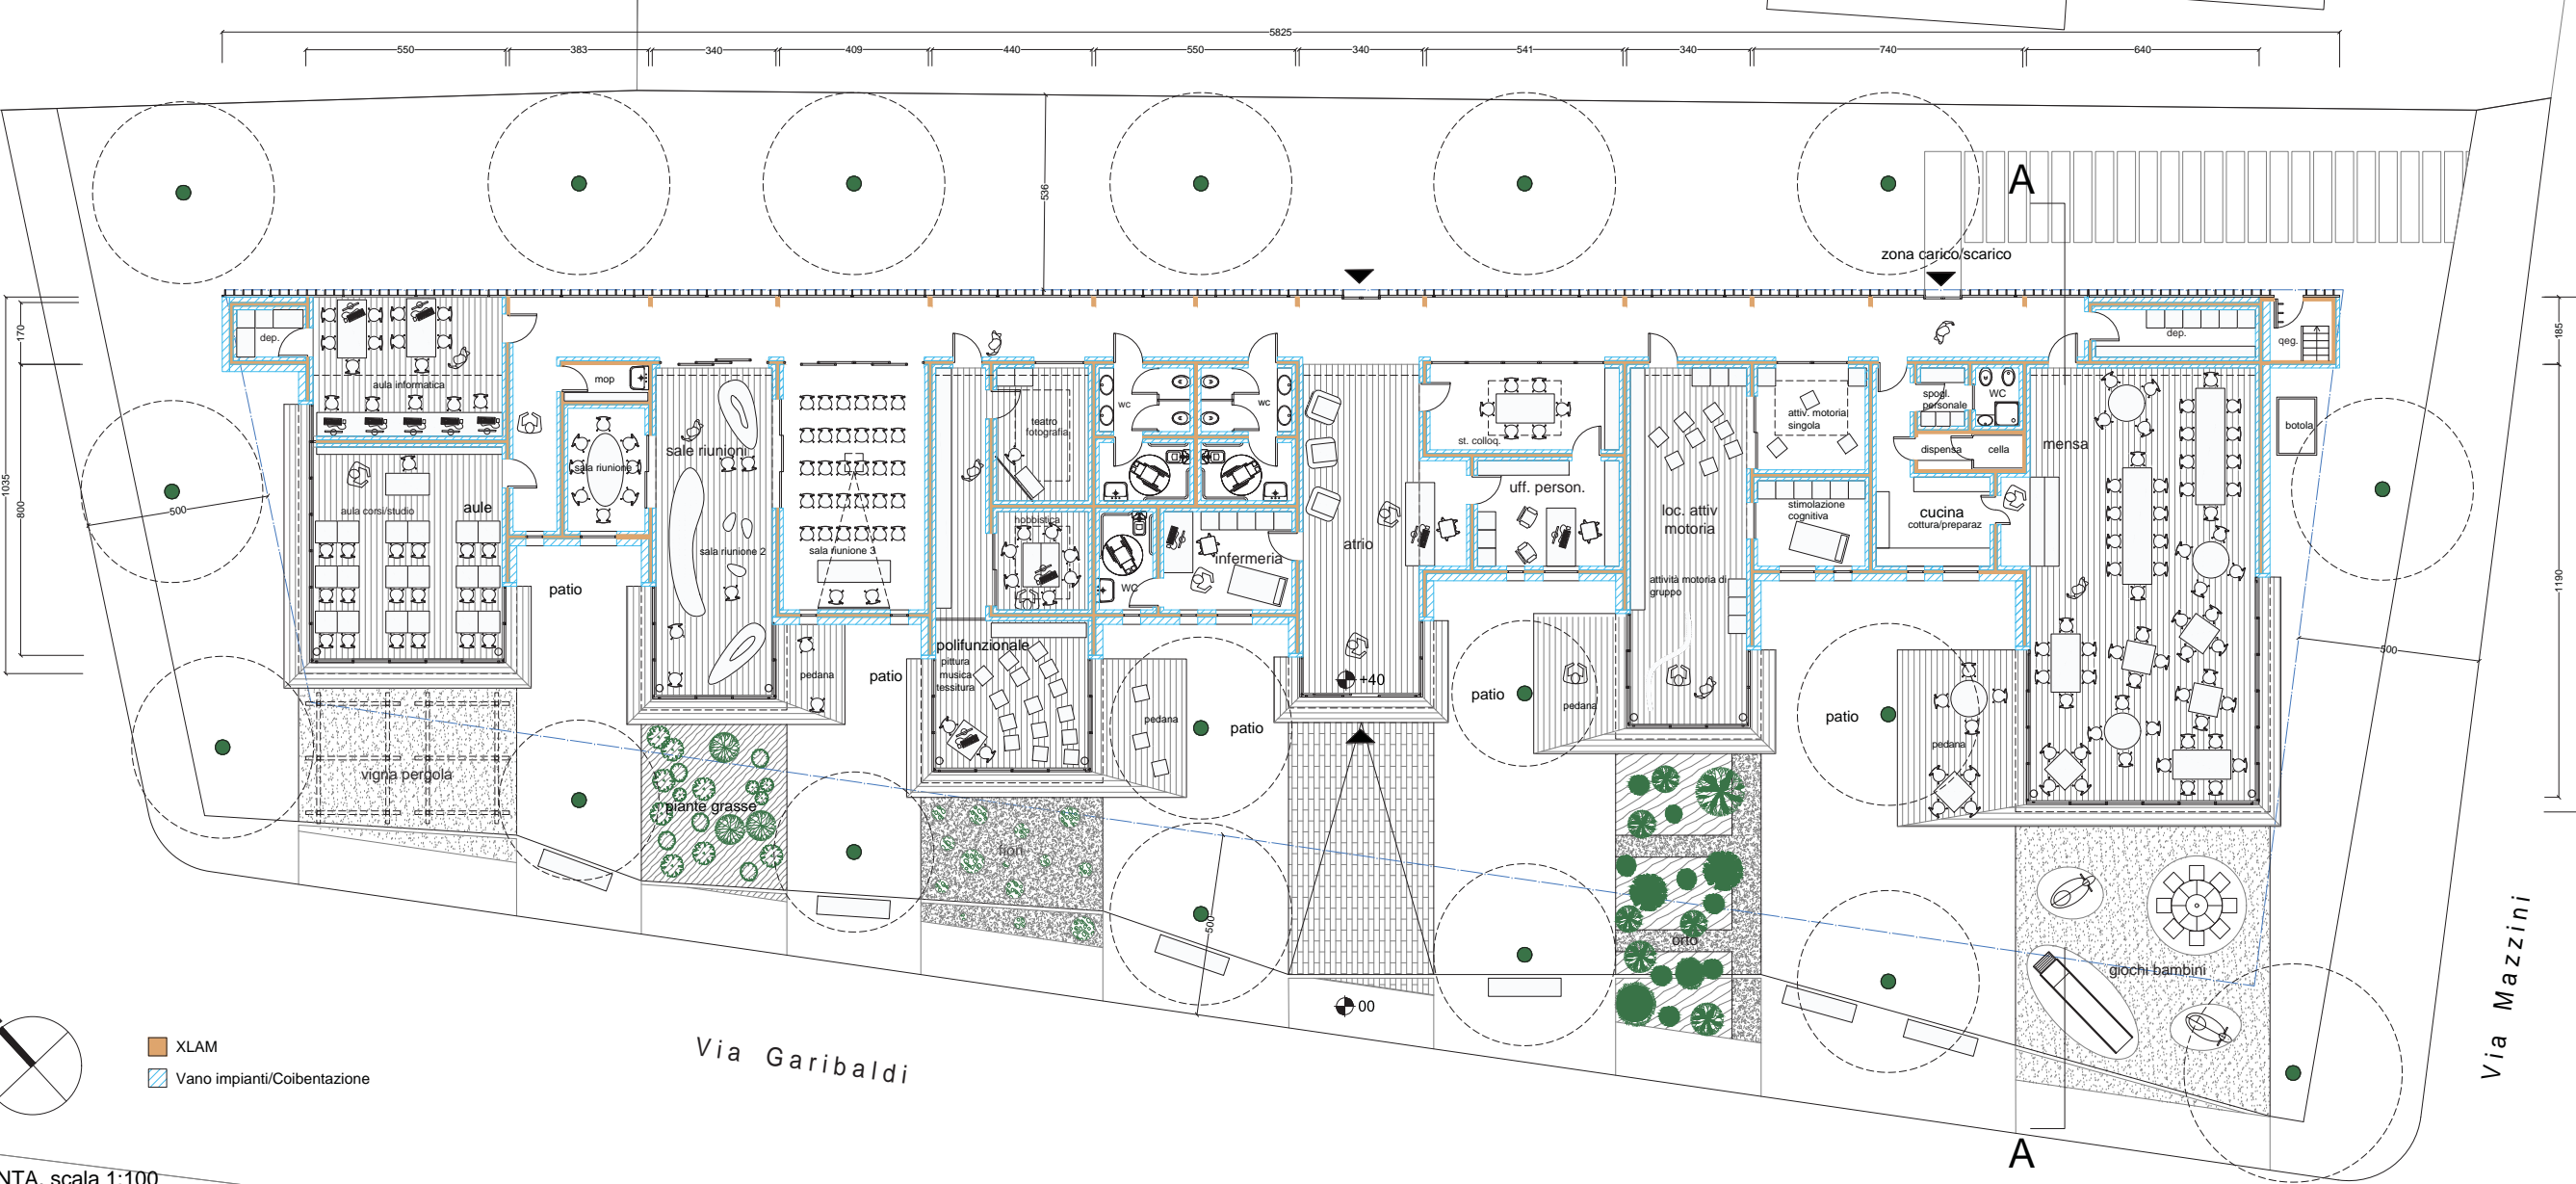 5825
550
383
340
409
440
550
340
541
340
740
640
536
A
zona carico/scarico
170
1035
800
185
1190
500
500
500
dep.
aula informatica
mop
sala riunione 1
sale riunioni
sala riunione 2
sala riunione 3
aula corsi/studio
aule
teatro
fotografia
hobbistica
wc
wc
WC
infermeria
atrio
st. colloq.
uff. person.
loc. attiv
motoria
attività motoria di
gruppo
attiv. motoria
singola
stimolazione
cognitiva
spogl.
personale
WC
dispensa
cella
cucina
cottura/preparaz
mensa
dep.
qeg.
botola
patio
pedana
patio
polifunzionale
pittura
musica
tessitura
pedana
patio
+40
patio
pedana
patio
pedana
vigna pergola
piante grasse
fiori
orto
giochi bambini
00
A
XLAM
Vano impianti/Coibentazione
Via Garibaldi
Via Mazzini
NTA, scala 1:100